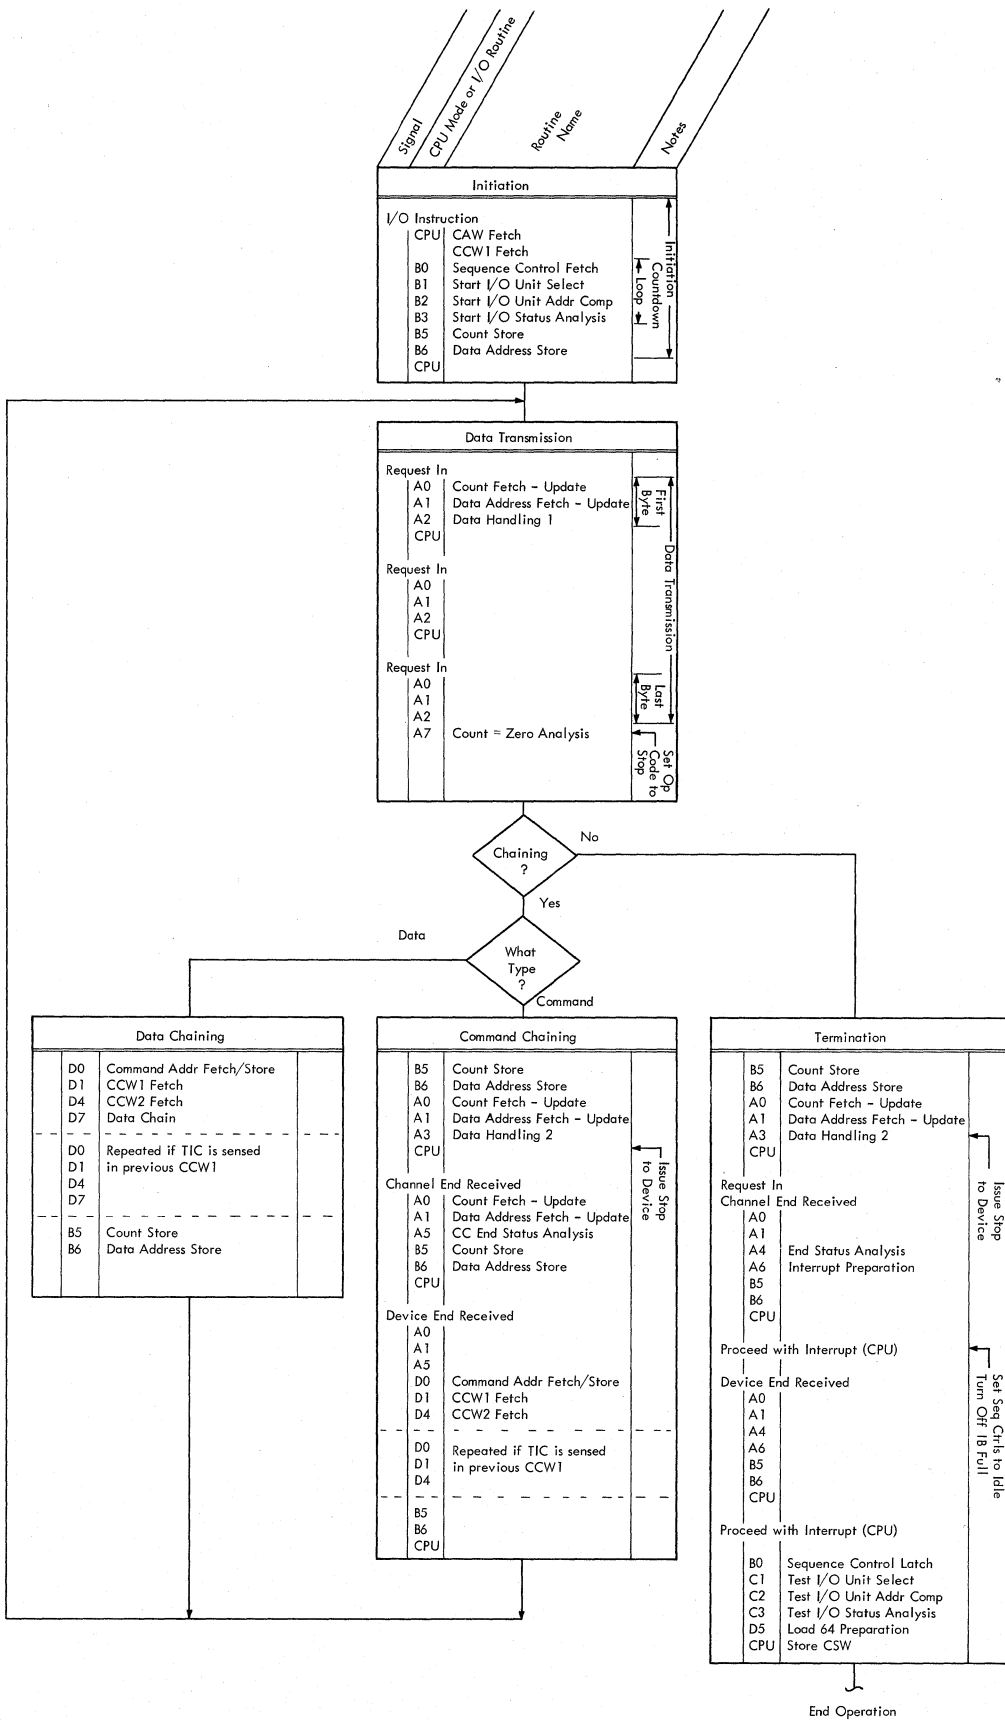 Signal
CPU Mode or I/O Routine
Routine
Name
Notes
Initiation
I/O Instruction
CPU CAW Fetch
CCW1 Fetch
B0 Sequence Control Fetch
B1 Start I/O Unit Select
B2 Start I/O Unit Addr Comp
B3 Start I/O Status Analysis
B5 Count Store
B6 Data Address Store
CPU
Initiation
Countdown
Loop
Data Transmission
Request In
A0 Count Fetch - Update
A1 Data Address Fetch - Update
A2 Data Handling 1
CPU
Request In
A0
A1
A2
CPU
Request In
A0
A1
A2
A7 Count = Zero Analysis
First
Byte
Data Transmission
Last
Byte
Set Op
Code to
Stop
Chaining
?
No
Yes
What
Type
?
Data
Command
Data Chaining
D0 Command Addr Fetch/Store
D1 CCW1 Fetch
D4 CCW2 Fetch
D7 Data Chain
D0 Repeated if TIC is sensed
D1 in previous CCW1
D4
D7
B5 Count Store
B6 Data Address Store
Command Chaining
B5 Count Store
B6 Data Address Store
A0 Count Fetch - Update
A1 Data Address Fetch - Update
A3 Data Handling 2
CPU
Issue Stop
to Device
Channel End Received
A0 Count Fetch - Update
A1 Data Address Fetch - Update
A5 CC End Status Analysis
B5 Count Store
B6 Data Address Store
CPU
Device End Received
A0
A1
A5
D0 Command Addr Fetch/Store
D1 CCW1 Fetch
D4 CCW2 Fetch
D0 Repeated if TIC is sensed
D1 in previous CCW1
D4
B5
B6
CPU
Termination
B5 Count Store
B6 Data Address Store
A0 Count Fetch - Update
A1 Data Address Fetch - Update
A3 Data Handling 2
CPU
Issue Stop
to Device
Request In
Channel End Received
A0
A1
A4 End Status Analysis
A6 Interrupt Preparation
B5
B6
CPU
Proceed with Interrupt (CPU)
Set Seq Ctrls to Idle
Turn Off IB Full
Device End Received
A0
A1
A4
A6
B5
B6
CPU
Proceed with Interrupt (CPU)
B0 Sequence Control Latch
C1 Test I/O Unit Select
C2 Test I/O Unit Addr Comp
C3 Test I/O Status Analysis
D5 Load 64 Preparation
CPU Store CSW
End Operation